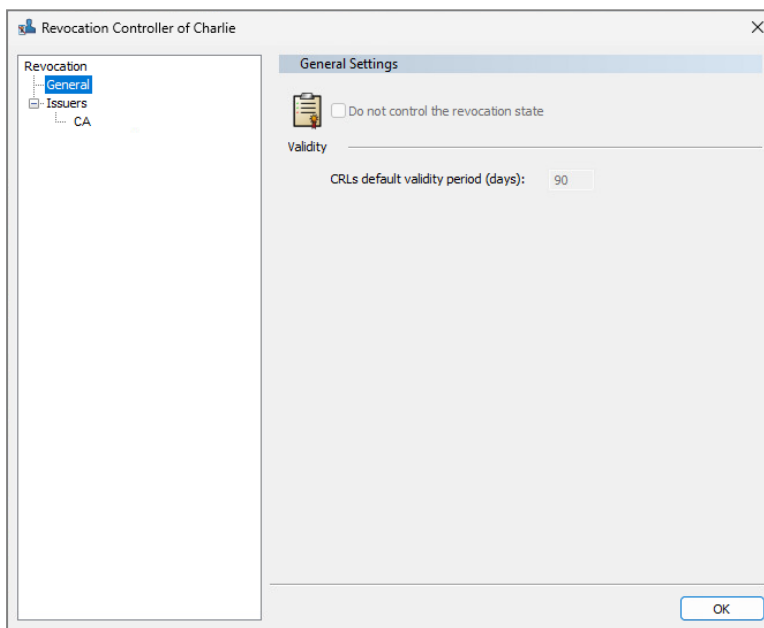 Revocation Controller of Charlie
Revocation
General
Issuers
CA
General Settings
Do not control the revocation state
Validity
CRLs default validity period (days): 90
OK